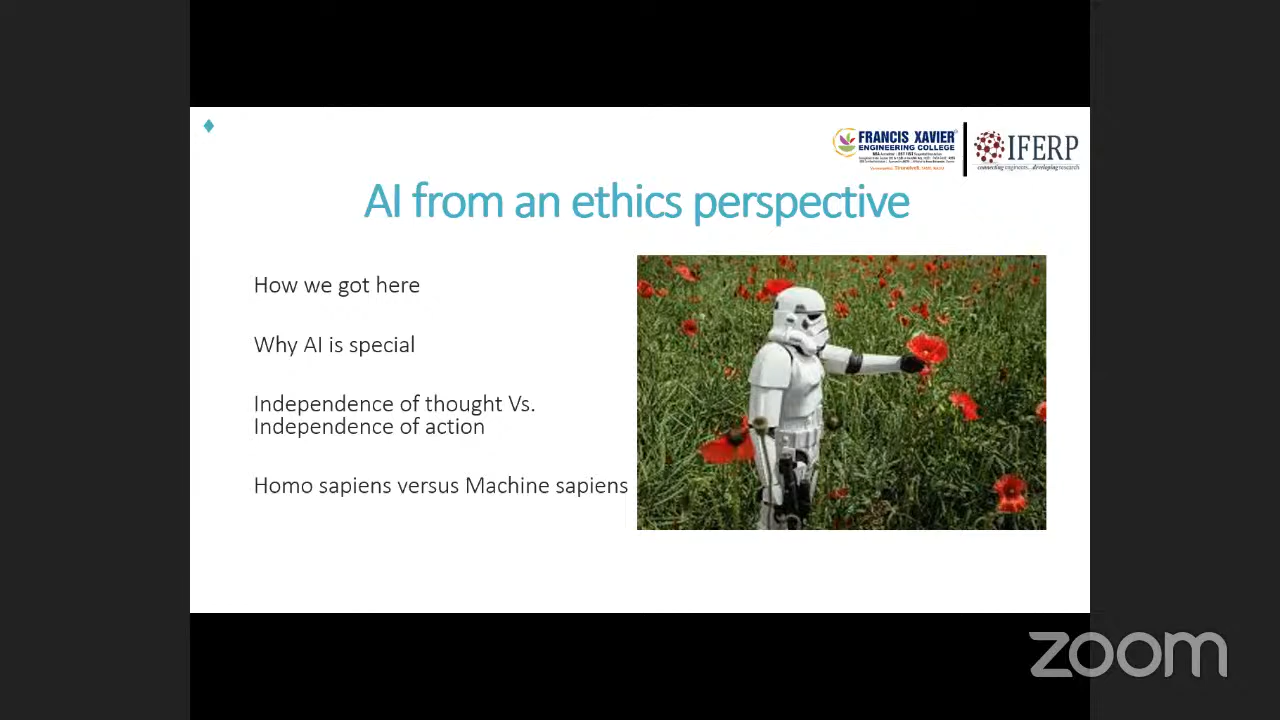 FRANCIS XAVIER
ENGINEERING COLLEGE
IFERP
connecting engineers...developing research
AI from an ethics perspective
How we got here
Why AI is special
Independence of thought Vs.
Independence of action
Homo sapiens versus Machine sapiens
zoom